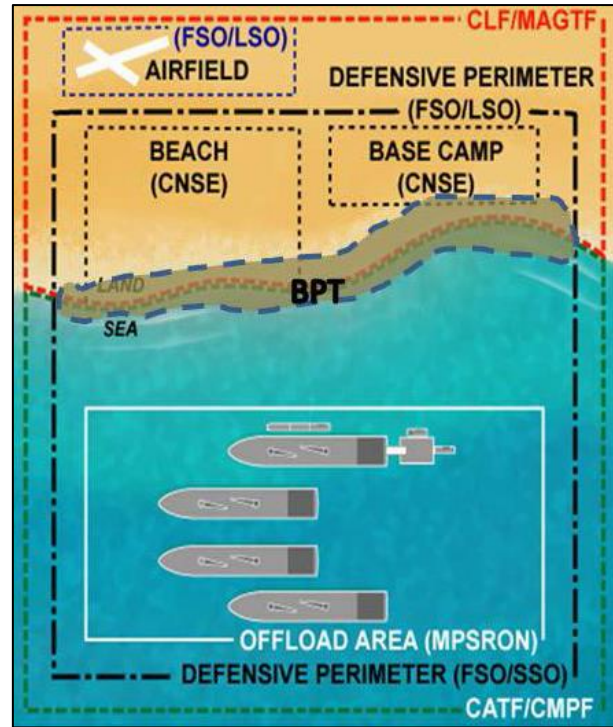 CLF/MAGTF
(FSO/LSO)
AIRFIELD
DEFENSIVE PERIMETER
(FSO/LSO)
BEACH
(CNSE)
BASE CAMP
(CNSE)
LAND
BPT
SEA
OFFLOAD AREA (MPSRON)
DEFENSIVE PERIMETER (FSO/SSO)
CATF/CMPF